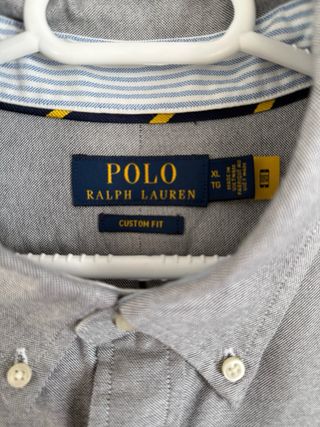 POLO
RALPH LAUREN
XL
TG
CUSTOM FIT